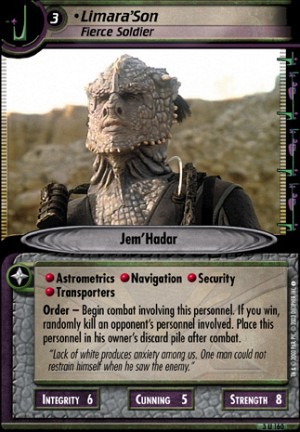 3
• Limara'Son
Fierce Soldier
Jem'Hadar
• Astrometrics • Navigation • Security
• Transporters
Order – Begin combat involving this personnel. If you win,
randomly kill an opponent's personnel involved. Place this
personnel in his owner's discard pile after combat.
"Lack of white produces anxiety among us. One man could not
restrain himself when he saw the enemy."
INTEGRITY 6 CUNNING 5 STRENGTH 8